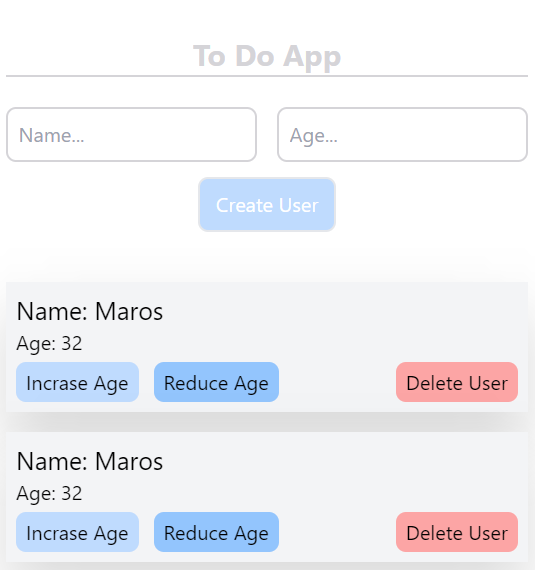 To Do App
Name... Age...
Create User
Name: Maros
Age: 32
Incrase Age Reduce Age Delete User
Name: Maros
Age: 32
Incrase Age Reduce Age Delete User